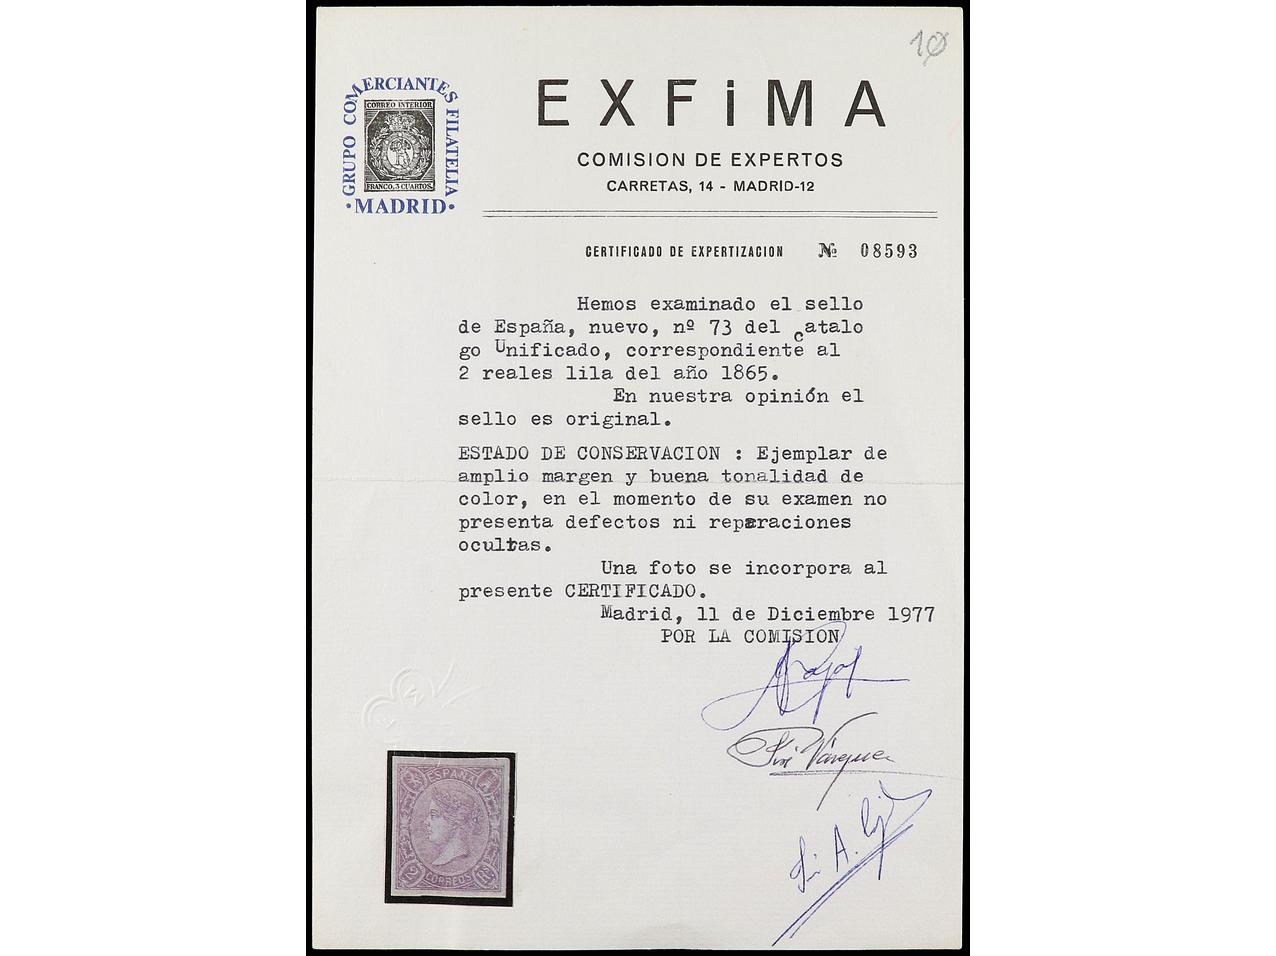 10
GRUPO COMERCIANTES FILATELIA
·MADRID·
CORREO INTERIOR
FRANCO. 3 CUARTOS.
EXFiMA
COMISION DE EXPERTOS
CARRETAS, 14 - MADRID-12
CERTIFICADO DE EXPERTIZACION Nº 08593
Hemos examinado el sello
de España, nuevo, nº 73 del catalo
go Unificado, correspondiente al
2 reales lila del año 1865.
En nuestra opinión el
sello es original.
ESTADO DE CONSERVACION : Ejemplar de
amplio margen y buena tonalidad de
color, en el momento de su examen no
presenta defectos ni reparaciones
ocultas.
Una foto se incorpora al
presente CERTIFICADO.
Madrid, 11 de Diciembre 1977
POR LA COMISION
José Vázquez
ESPAÑA
2 CORREOS Rs